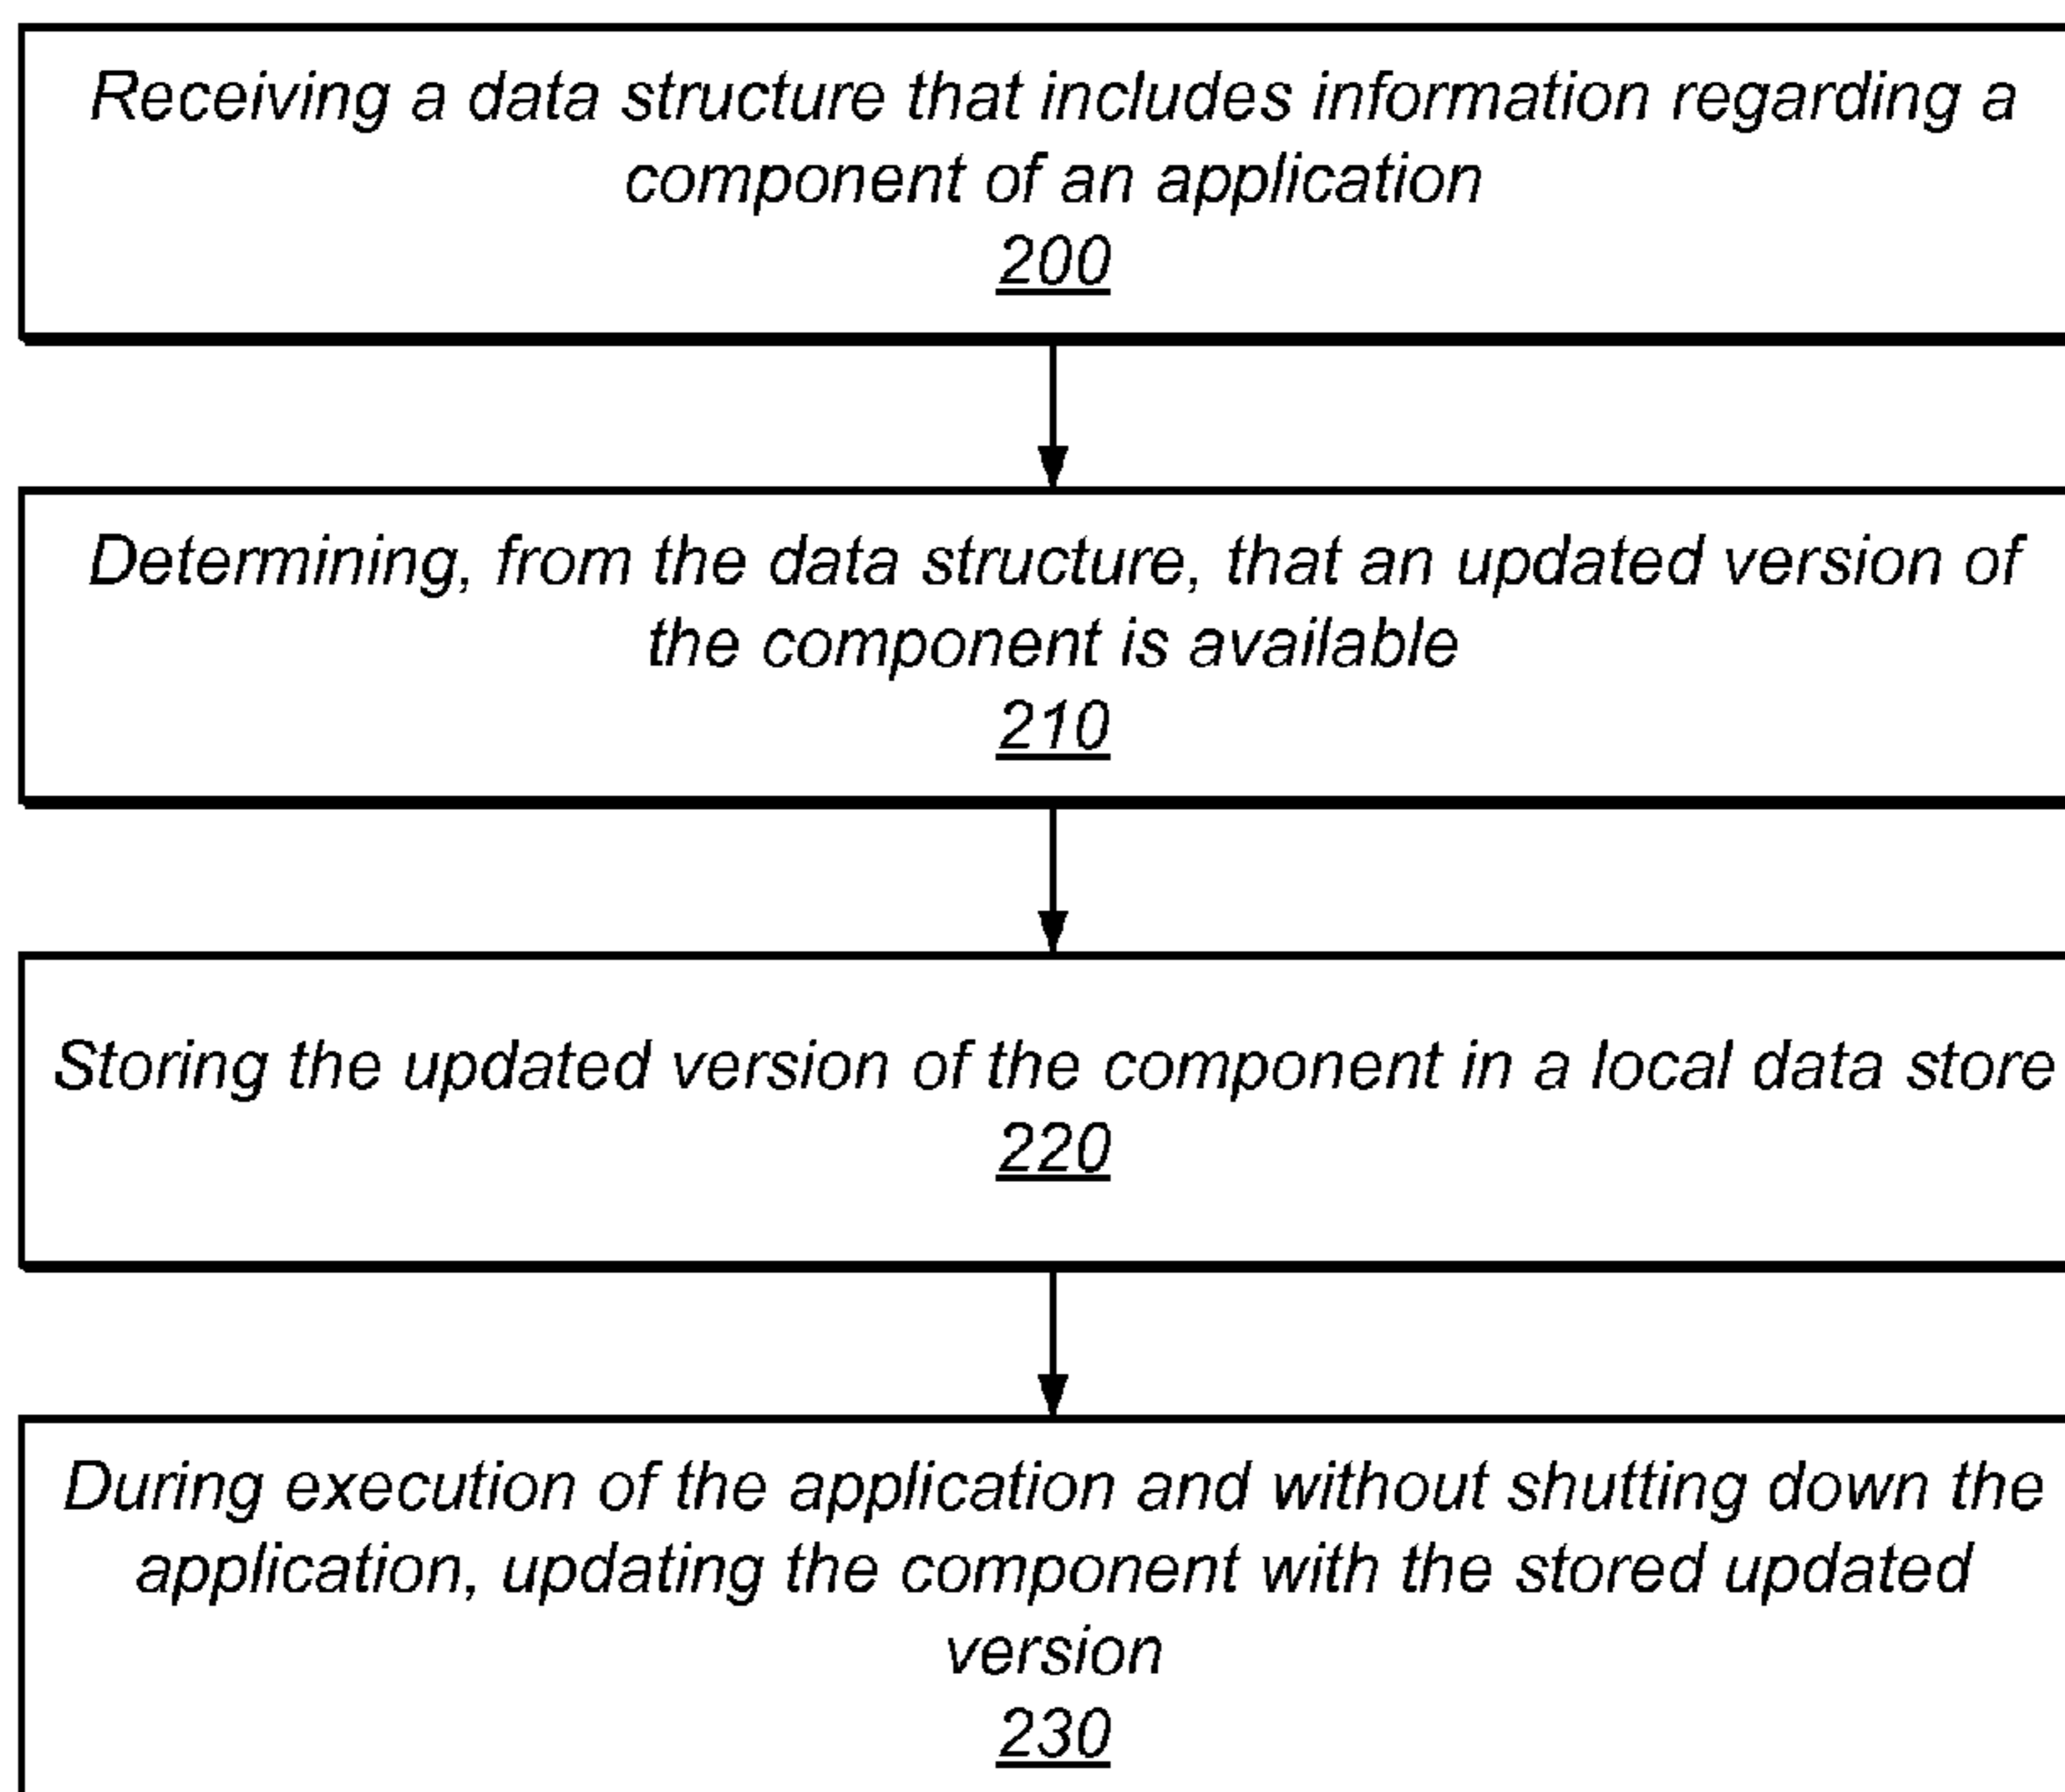 Receiving a data structure that includes information regarding a
component of an application
200
Determining, from the data structure, that an updated version of
the component is available
210
Storing the updated version of the component in a local data store
220
During execution of the application and without shutting down the
application, updating the component with the stored updated
version
230